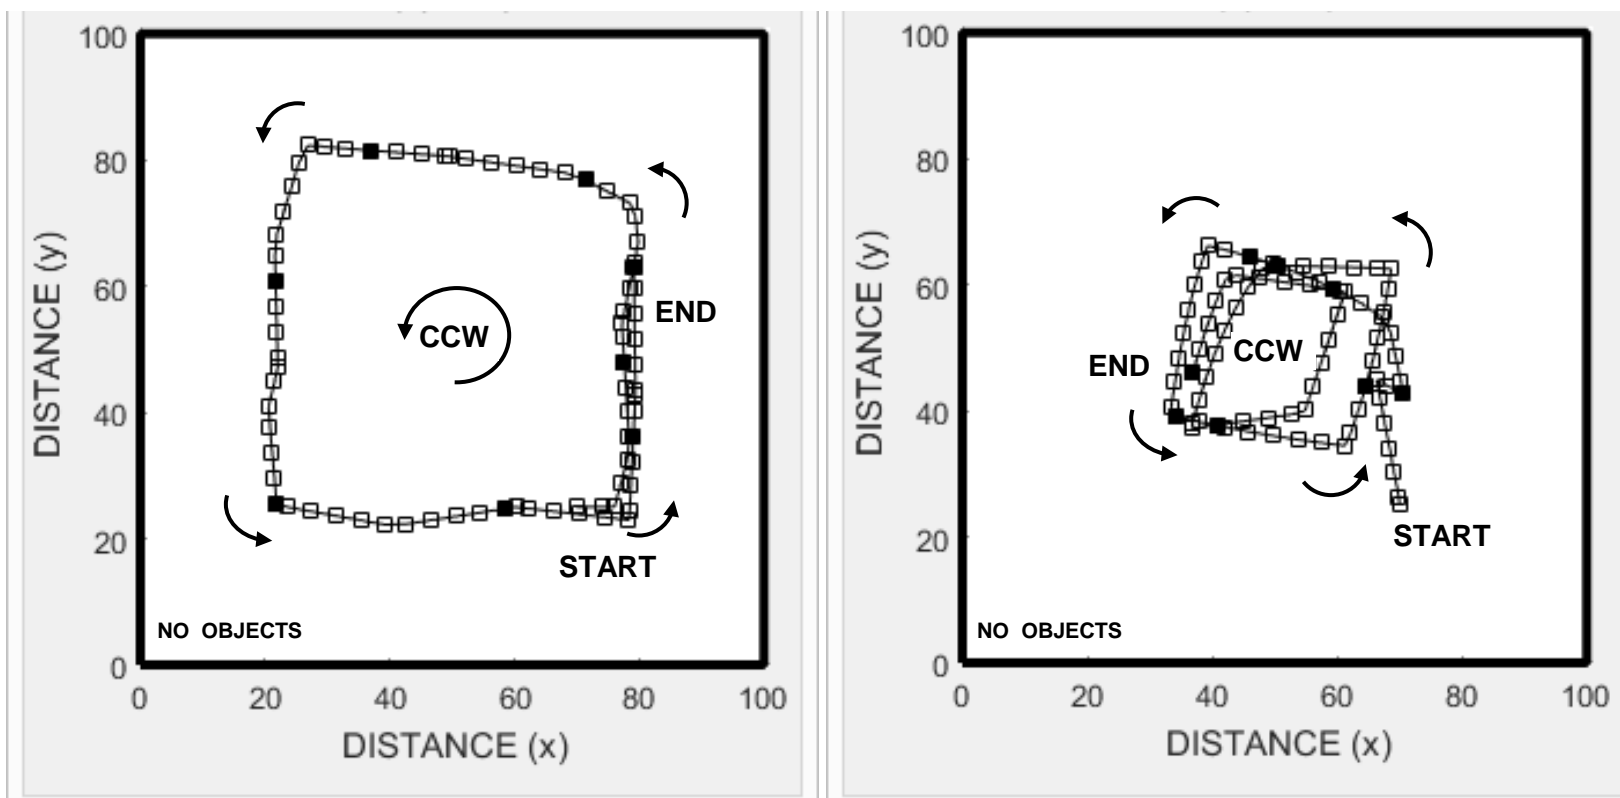 100
80
60
40
20
0
DISTANCE (y)
0 20 40 60 80 100
DISTANCE (x)
CCW
END
START
NO OBJECTS
100
80
60
40
20
0
DISTANCE (y)
0 20 40 60 80 100
DISTANCE (x)
END
CCW
START
NO OBJECTS